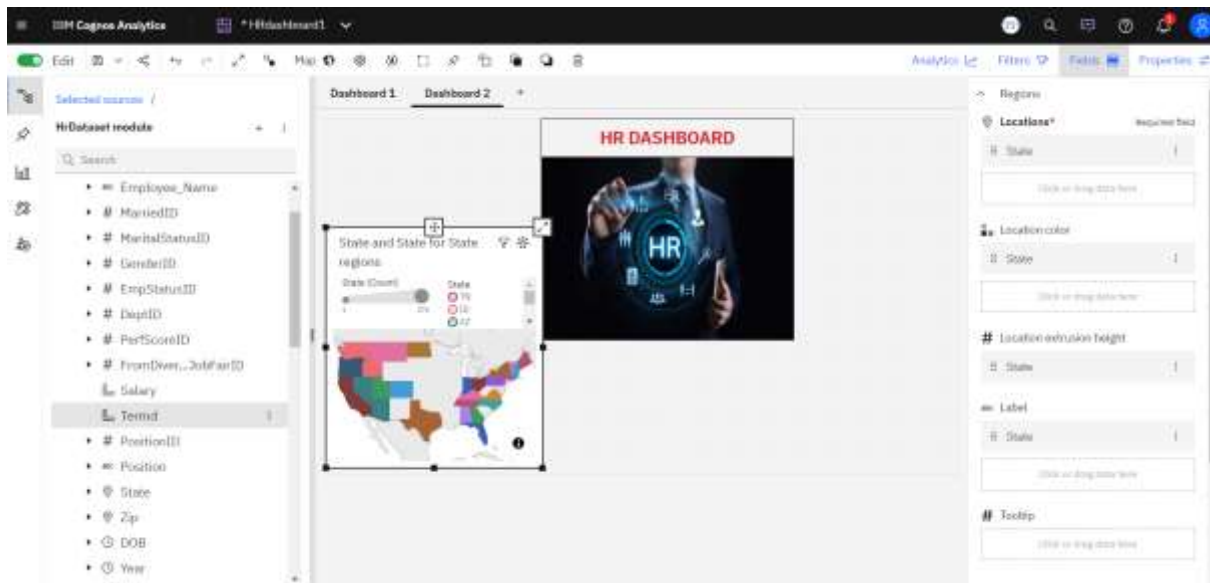 IBM Cognos Analytics
*HRdashboard1
Edit
Map
Analytics
Filters
Fields
Properties
Selected sources /
HrDataset module
Search
Employee_Name
MarriedID
MaritalStatusID
GenderID
EmpStatusID
DeptID
PerfScoreID
FromDiver...JobFairID
Salary
Termd
PositionID
Position
State
Zip
DOB
Year
Dashboard 1
Dashboard 2
HR DASHBOARD
HR
State and State for State
regions
State (Count)
State
Regions
Locations*
Required field
State
Click or drag data here
Location color
State
Click or drag data here
Location extrusion height
State
Label
State
Click or drag data here
Tooltip
Click or drag data here